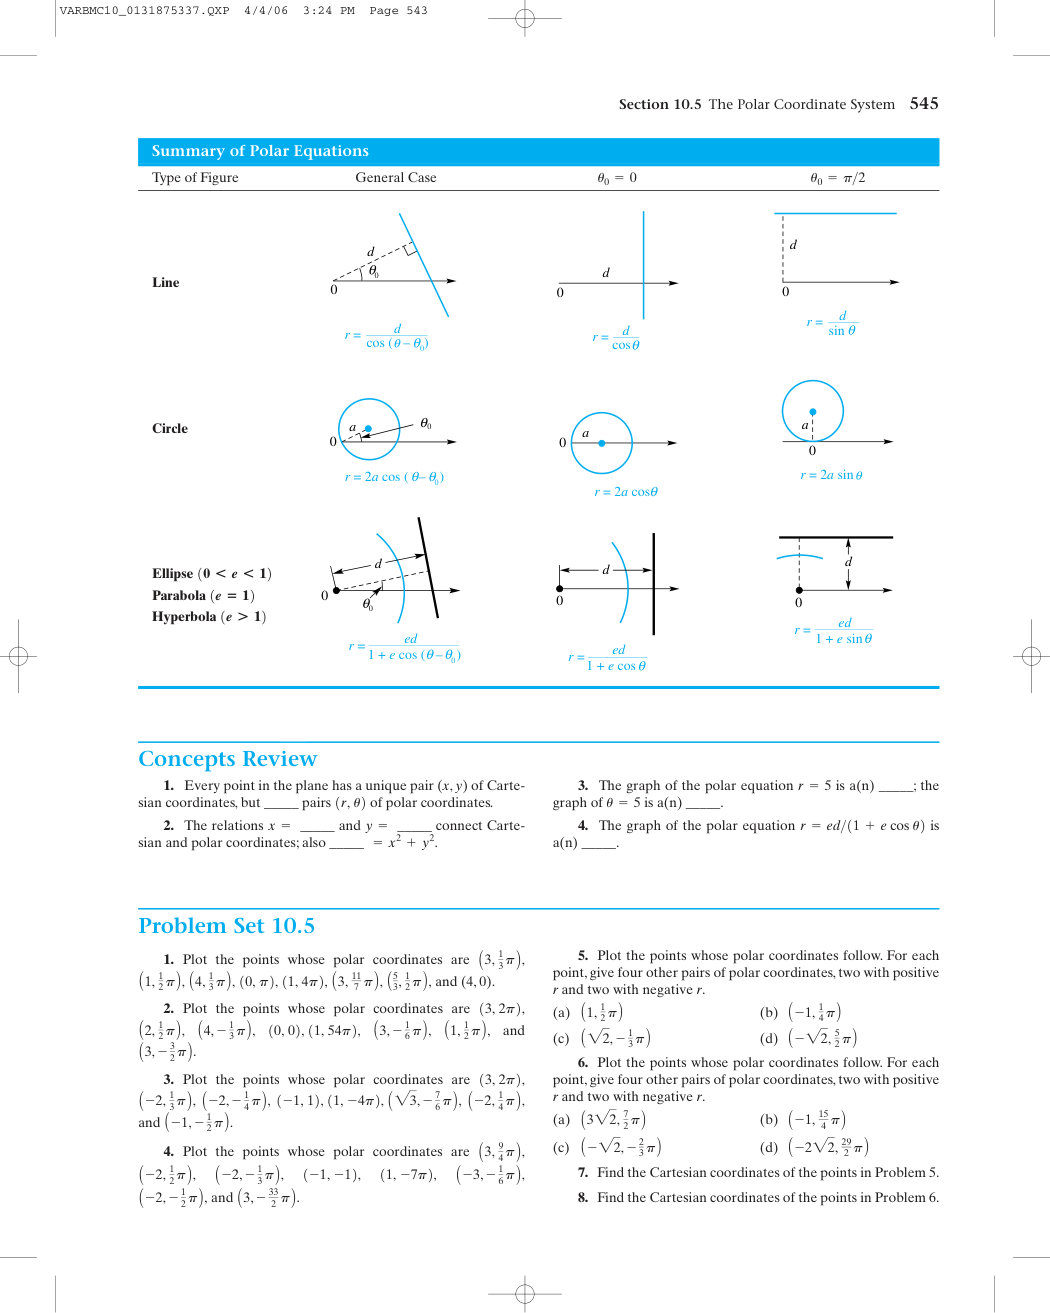 VARBMC10_0131875337.QXP 4/4/06 3:24 PM Page 543
Section 10.5 The Polar Coordinate System 545
Summary of Polar Equations
Type of Figure General Case θ₀ = 0 θ₀ = π/2
Line
d
θ₀
0
r = d / cos (θ – θ₀)
d
0
r = d / cos θ
d
0
r = d / sin θ
Circle
a
θ₀
0
r = 2a cos ( θ– θ₀)
a
0
r = 2a cosθ
a
0
r = 2a sin θ
Ellipse (0 < e < 1)
Parabola (e = 1)
Hyperbola (e > 1)
d
0
θ₀
r = ed / 1 + e cos (θ – θ₀)
d
0
r = ed / 1 + e cos θ
d
0
r = ed / 1 + e sin θ
Concepts Review
1. Every point in the plane has a unique pair (x, y) of Carte-
sian coordinates, but _____ pairs (r, θ) of polar coordinates.
2. The relations x = _____ and y = _____ connect Carte-
sian and polar coordinates; also _____ = x² + y².
3. The graph of the polar equation r = 5 is a(n) _____; the
graph of θ = 5 is a(n) _____.
4. The graph of the polar equation r = ed/(1 + e cos θ) is
a(n) _____.
Problem Set 10.5
1. Plot the points whose polar coordinates are (3, 1/3 π),
(1, 1/2 π), (4, 1/3 π), (0, π), (1, 4π), (3, 11/7 π), (5/3, 1/2 π), and (4, 0).
2. Plot the points whose polar coordinates are (3, 2π),
(2, 1/2 π), (4, −1/3 π), (0, 0), (1, 54π), (3, −1/6 π), (1, 1/2 π), and
(3, −3/2 π).
3. Plot the points whose polar coordinates are (3, 2π),
(−2, 1/3 π), (−2, −1/4 π), (−1, 1), (1, −4π), (√3, −7/6 π), (−2, 1/4 π),
and (−1, −1/2 π).
4. Plot the points whose polar coordinates are (3, 9/4 π),
(−2, 1/2 π), (−2, −1/3 π), (−1, −1), (1, −7π), (−3, −1/6 π),
(−2, −1/2 π), and (3, −33/2 π).
5. Plot the points whose polar coordinates follow. For each
point, give four other pairs of polar coordinates, two with positive
r and two with negative r.
(a) (1, 1/2 π) (b) (−1, 1/4 π)
(c) (√2, −1/3 π) (d) (−√2, 5/2 π)
6. Plot the points whose polar coordinates follow. For each
point, give four other pairs of polar coordinates, two with positive
r and two with negative r.
(a) (3√2, 7/2 π) (b) (−1, 15/4 π)
(c) (−√2, −2/3 π) (d) (−2√2, 29/2 π)
7. Find the Cartesian coordinates of the points in Problem 5.
8. Find the Cartesian coordinates of the points in Problem 6.